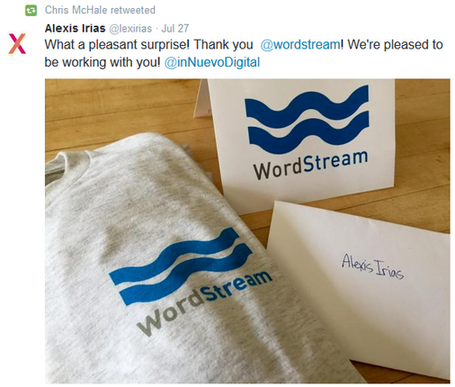 Chris McHale retweeted
Alexis Irias @lexirias · Jul 27
What a pleasant surprise! Thank you @wordstream! We're pleased to
be working with you! @inNuevoDigital
WordStream
Alexis Irias
WordStream